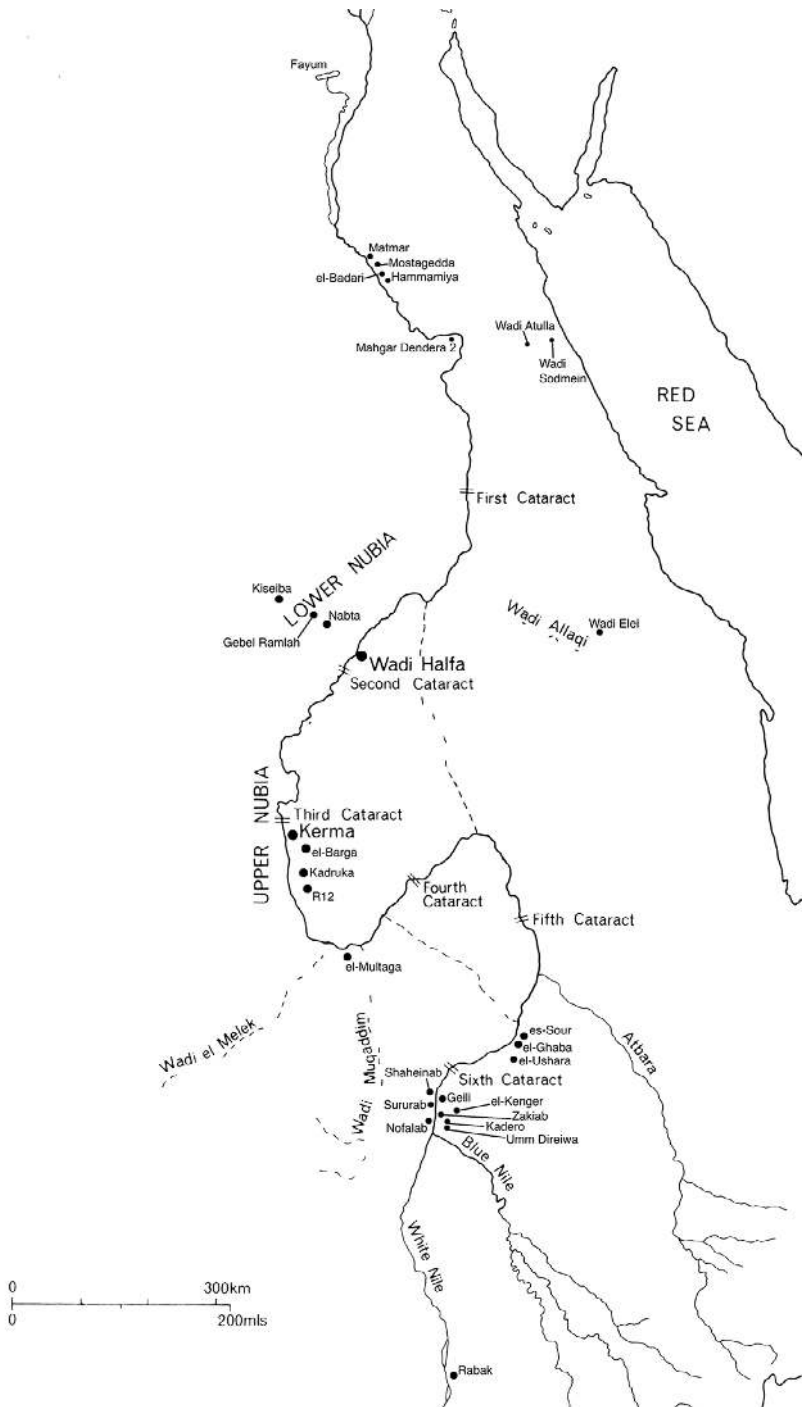 Fayum
Matmar
Mostagedda
el-Badari
Hammamiya
Mahgar Dendera 2
Wadi Atulla
Wadi
Sodmein
RED
SEA
First Cataract
LOWER NUBIA
Kiseiba
Nabta
Gebel Ramlah
Wadi Allaqi
Wadi Elei
Wadi Halfa
Second Cataract
UPPER NUBIA
Third Cataract
Kerma
el-Barga
Kadruka
R12
Fourth
Cataract
Fifth Cataract
el-Multaga
Wadi el Melek
Wadi Muqaddim
Atbara
es-Sour
el-Ghaba
el-Ushara
Sixth Cataract
Shaheinab
Geili
el-Kenger
Sururab
Zakiab
Nofalab
Kadero
Umm Direiwa
Blue Nile
White Nile
0 300km
0 200mls
Rabak